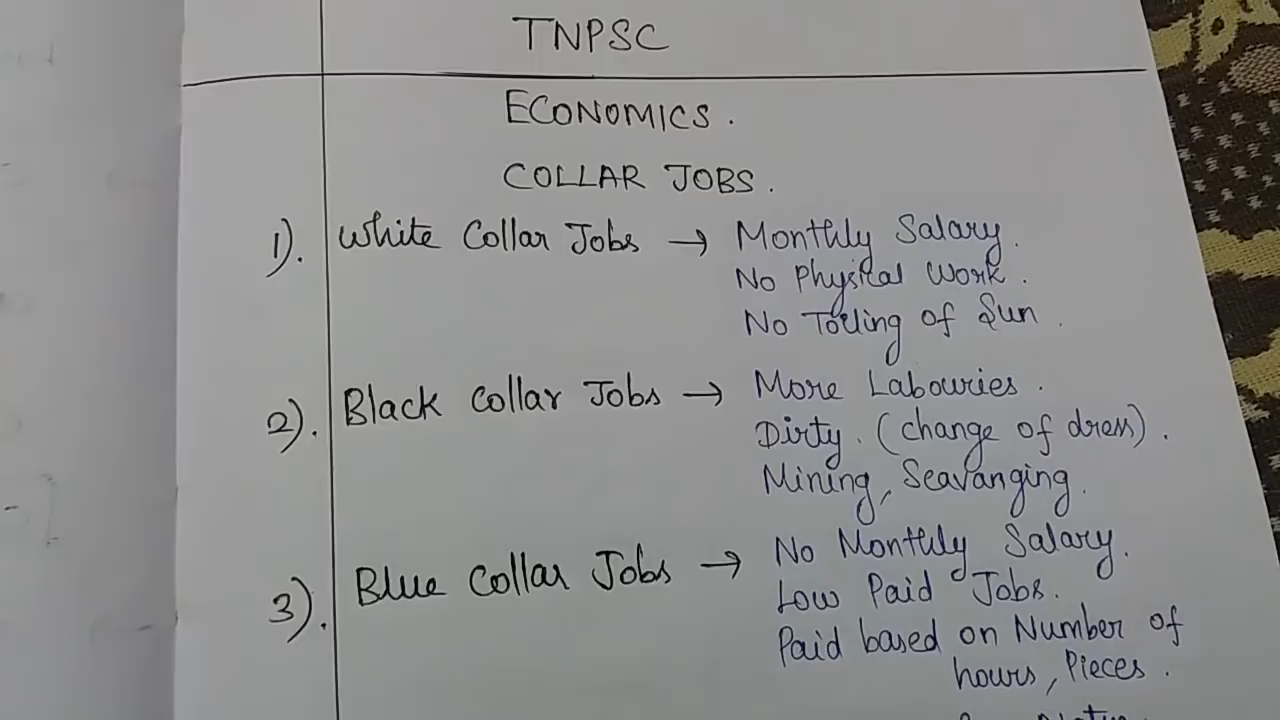 TNPSC
ECONOMICS.
COLLAR JOBS.
1). White Collar Jobs → Monthly Salary.
No Physical Work.
No Toiling of Sun.
2). Black Collar Jobs → More Labouries.
Dirty. (change of dress).
Mining, Scavanging.
3). Blue Collar Jobs → No Monthly Salary.
Low Paid Jobs.
Paid based on Number of
hours, Pieces.